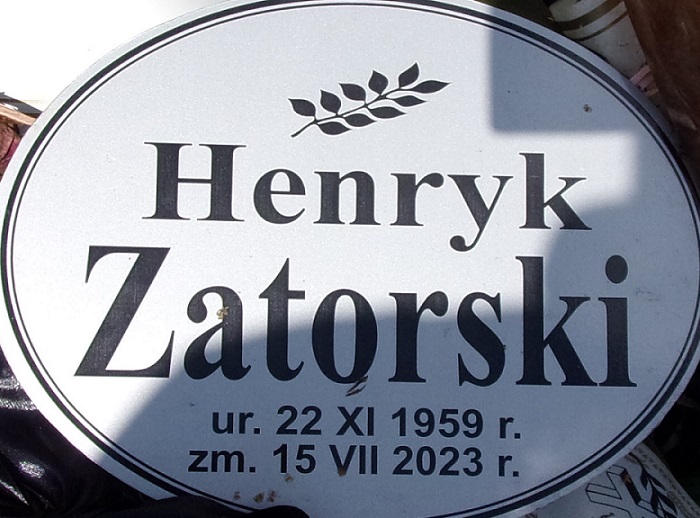 Henryk
Zatorski
ur. 22 XI 1959 r.
zm. 15 VII 2023 r.